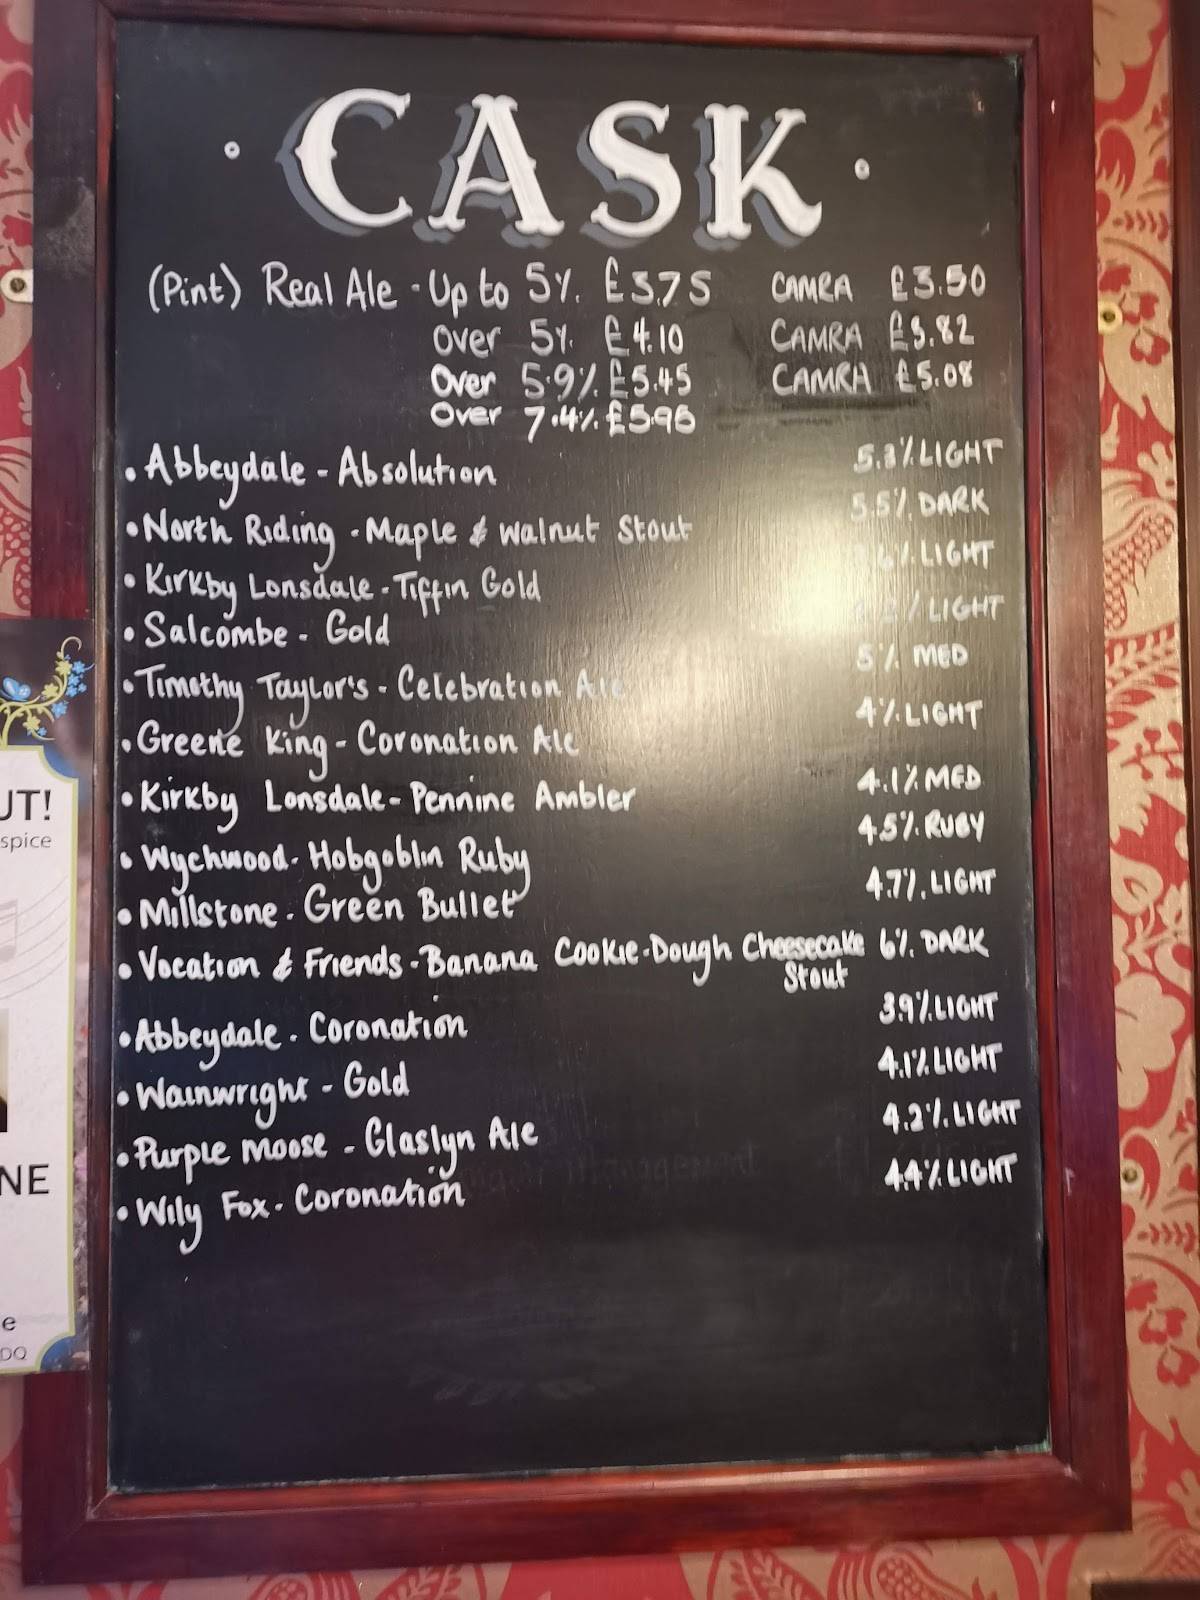 CASK
(Pint) Real Ale - Up to 5% £3.75 CAMRA £3.50
Over 5% £4.10 CAMRA £3.82
Over 5.9% £5.45 CAMRA £5.08
Over 7.4% £5.95
• Abbeydale - Absolution 5.3% LIGHT
• North Riding - Maple & Walnut Stout 5.5% DARK
• Kirkby Lonsdale - Tiffin Gold LIGHT
• Salcombe - Gold LIGHT
• Timothy Taylor's - Celebration Ale 5% MED
• Greene King - Coronation Ale 4% LIGHT
• Kirkby Lonsdale - Pennine Ambler 4.1% MED
• Wychwood - Hobgoblin Ruby 4.5% RUBY
• Millstone - Green Bullet 4.7% LIGHT
• Vocation & Friends - Banana Cookie-Dough Cheesecake 6% DARK
Stout
• Abbeydale - Coronation 3.9% LIGHT
• Wainwright - Gold 4.1% LIGHT
• Purple Moose - Glaslyn Ale 4.2% LIGHT
• Wily Fox - Coronation 4.4% LIGHT
UT!
spice
NE
e
DQ